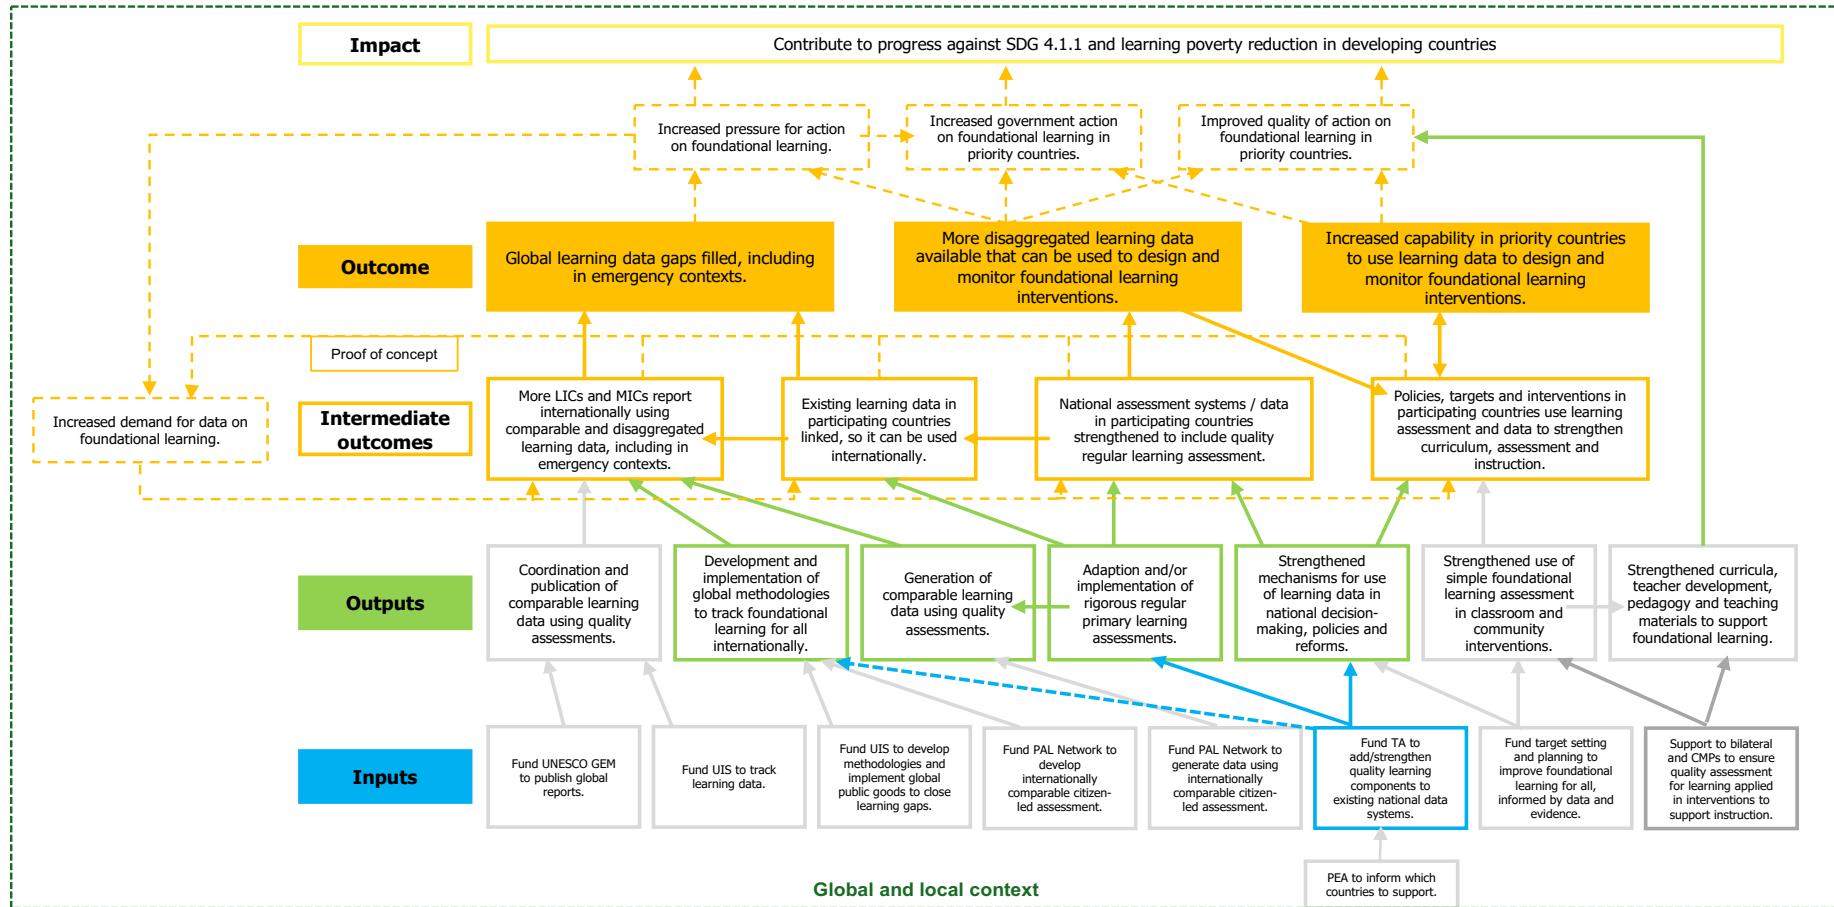 Impact
Contribute to progress against SDG 4.1.1 and learning poverty reduction in developing countries
Increased pressure for action
on foundational learning.
Increased government action
on foundational learning in
priority countries.
Improved quality of action on
foundational learning in
priority countries.
Outcome
Global learning data gaps filled, including
in emergency contexts.
More disaggregated learning data
available that can be used to design and
monitor foundational learning
interventions.
Increased capability in priority countries
to use learning data to design and
monitor foundational learning
interventions.
Proof of concept
Increased demand for data on
foundational learning.
Intermediate
outcomes
More LICs and MICs report
internationally using
comparable and disaggregated
learning data, including in
emergency contexts.
Existing learning data in
participating countries
linked, so it can be used
internationally.
National assessment systems / data
in participating countries
strengthened to include quality
regular learning assessment.
Policies, targets and interventions in
participating countries use learning
assessment and data to strengthen
curriculum, assessment and
instruction.
Outputs
Coordination and
publication of
comparable learning
data using quality
assessments.
Development and
implementation of
global methodologies
to track foundational
learning for all
internationally.
Generation of
comparable learning
data using quality
assessments.
Adaption and/or
implementation of
rigorous regular
primary learning
assessments.
Strengthened
mechanisms for use
of learning data in
national decision-
making, policies and
reforms.
Strengthened use of
simple foundational
learning assessment
in classroom and
community
interventions.
Strengthened curricula,
teacher development,
pedagogy and teaching
materials to support
foundational learning.
Inputs
Fund UNESCO GEM
to publish global
reports.
Fund UIS to track
learning data.
Fund UIS to develop
methodologies and
implement global
public goods to close
learning gaps.
Fund PAL Network to
develop
internationally
comparable citizen-
led assessment.
Fund PAL Network to
generate data using
internationally
comparable citizen-
led assessment.
Fund TA to
add/strengthen
quality learning
components to
existing national data
systems.
Fund target setting
and planning to
improve foundational
learning for all,
informed by data and
evidence.
Support to bilateral
and CMPs to ensure
quality assessment
for learning applied
in interventions to
support instruction.
PEA to inform which
countries to support.
Global and local context